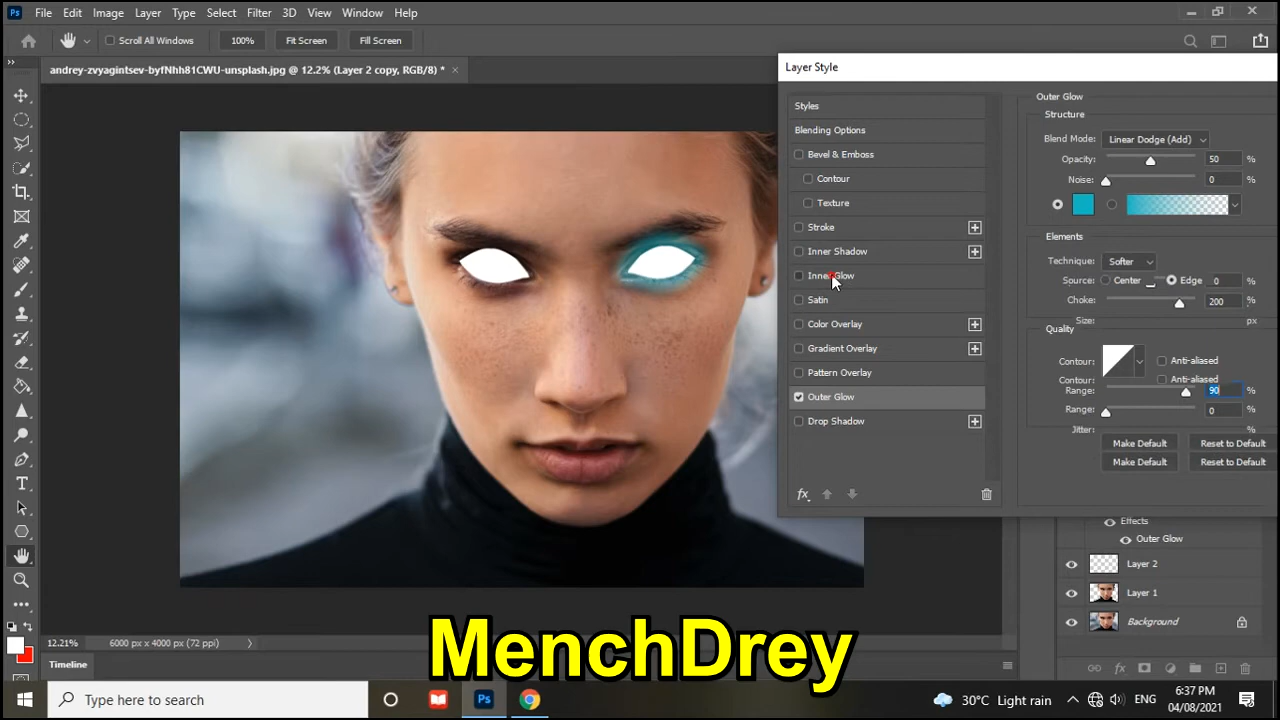 Ps File Edit Image Layer Type Select Filter 3D View Window Help
Scroll All Windows 100% Fit Screen Fill Screen
andrey-zvyagintsev-byfNhh81CWU-unsplash.jpg @ 12.2% (Layer 2 copy, RGB/8) *
Layer Style
Styles
Blending Options
Bevel & Emboss
Contour
Texture
Stroke
Inner Shadow
Inner Glow
Satin
Color Overlay
Gradient Overlay
Pattern Overlay
Outer Glow
Drop Shadow
fx
Outer Glow
Structure
Blend Mode: Linear Dodge (Add)
Opacity: 50 %
Noise: 0 %
Elements
Technique: Softer
Source: Center Edge 0 %
Choke: 200 %
Size: px
Quality
Contour: Anti-aliased
Contour: Anti-aliased
Range: 90 %
Range: 0 %
Jitter: %
Make Default Reset to Default
Make Default Reset to Default
Effects
Outer Glow
Layer 2
Layer 1
Background
fx
12.21% 6000 px x 4000 px (72 ppi)
Timeline
MenchDrey
Type here to search
Ps
30°C Light rain
ENG
6:37 PM
04/08/2021